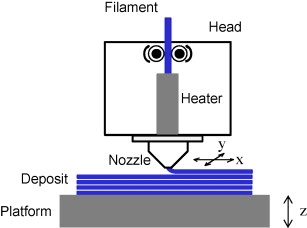 Filament
Head
Heater
Nozzle
y
x
Deposit
Platform
z